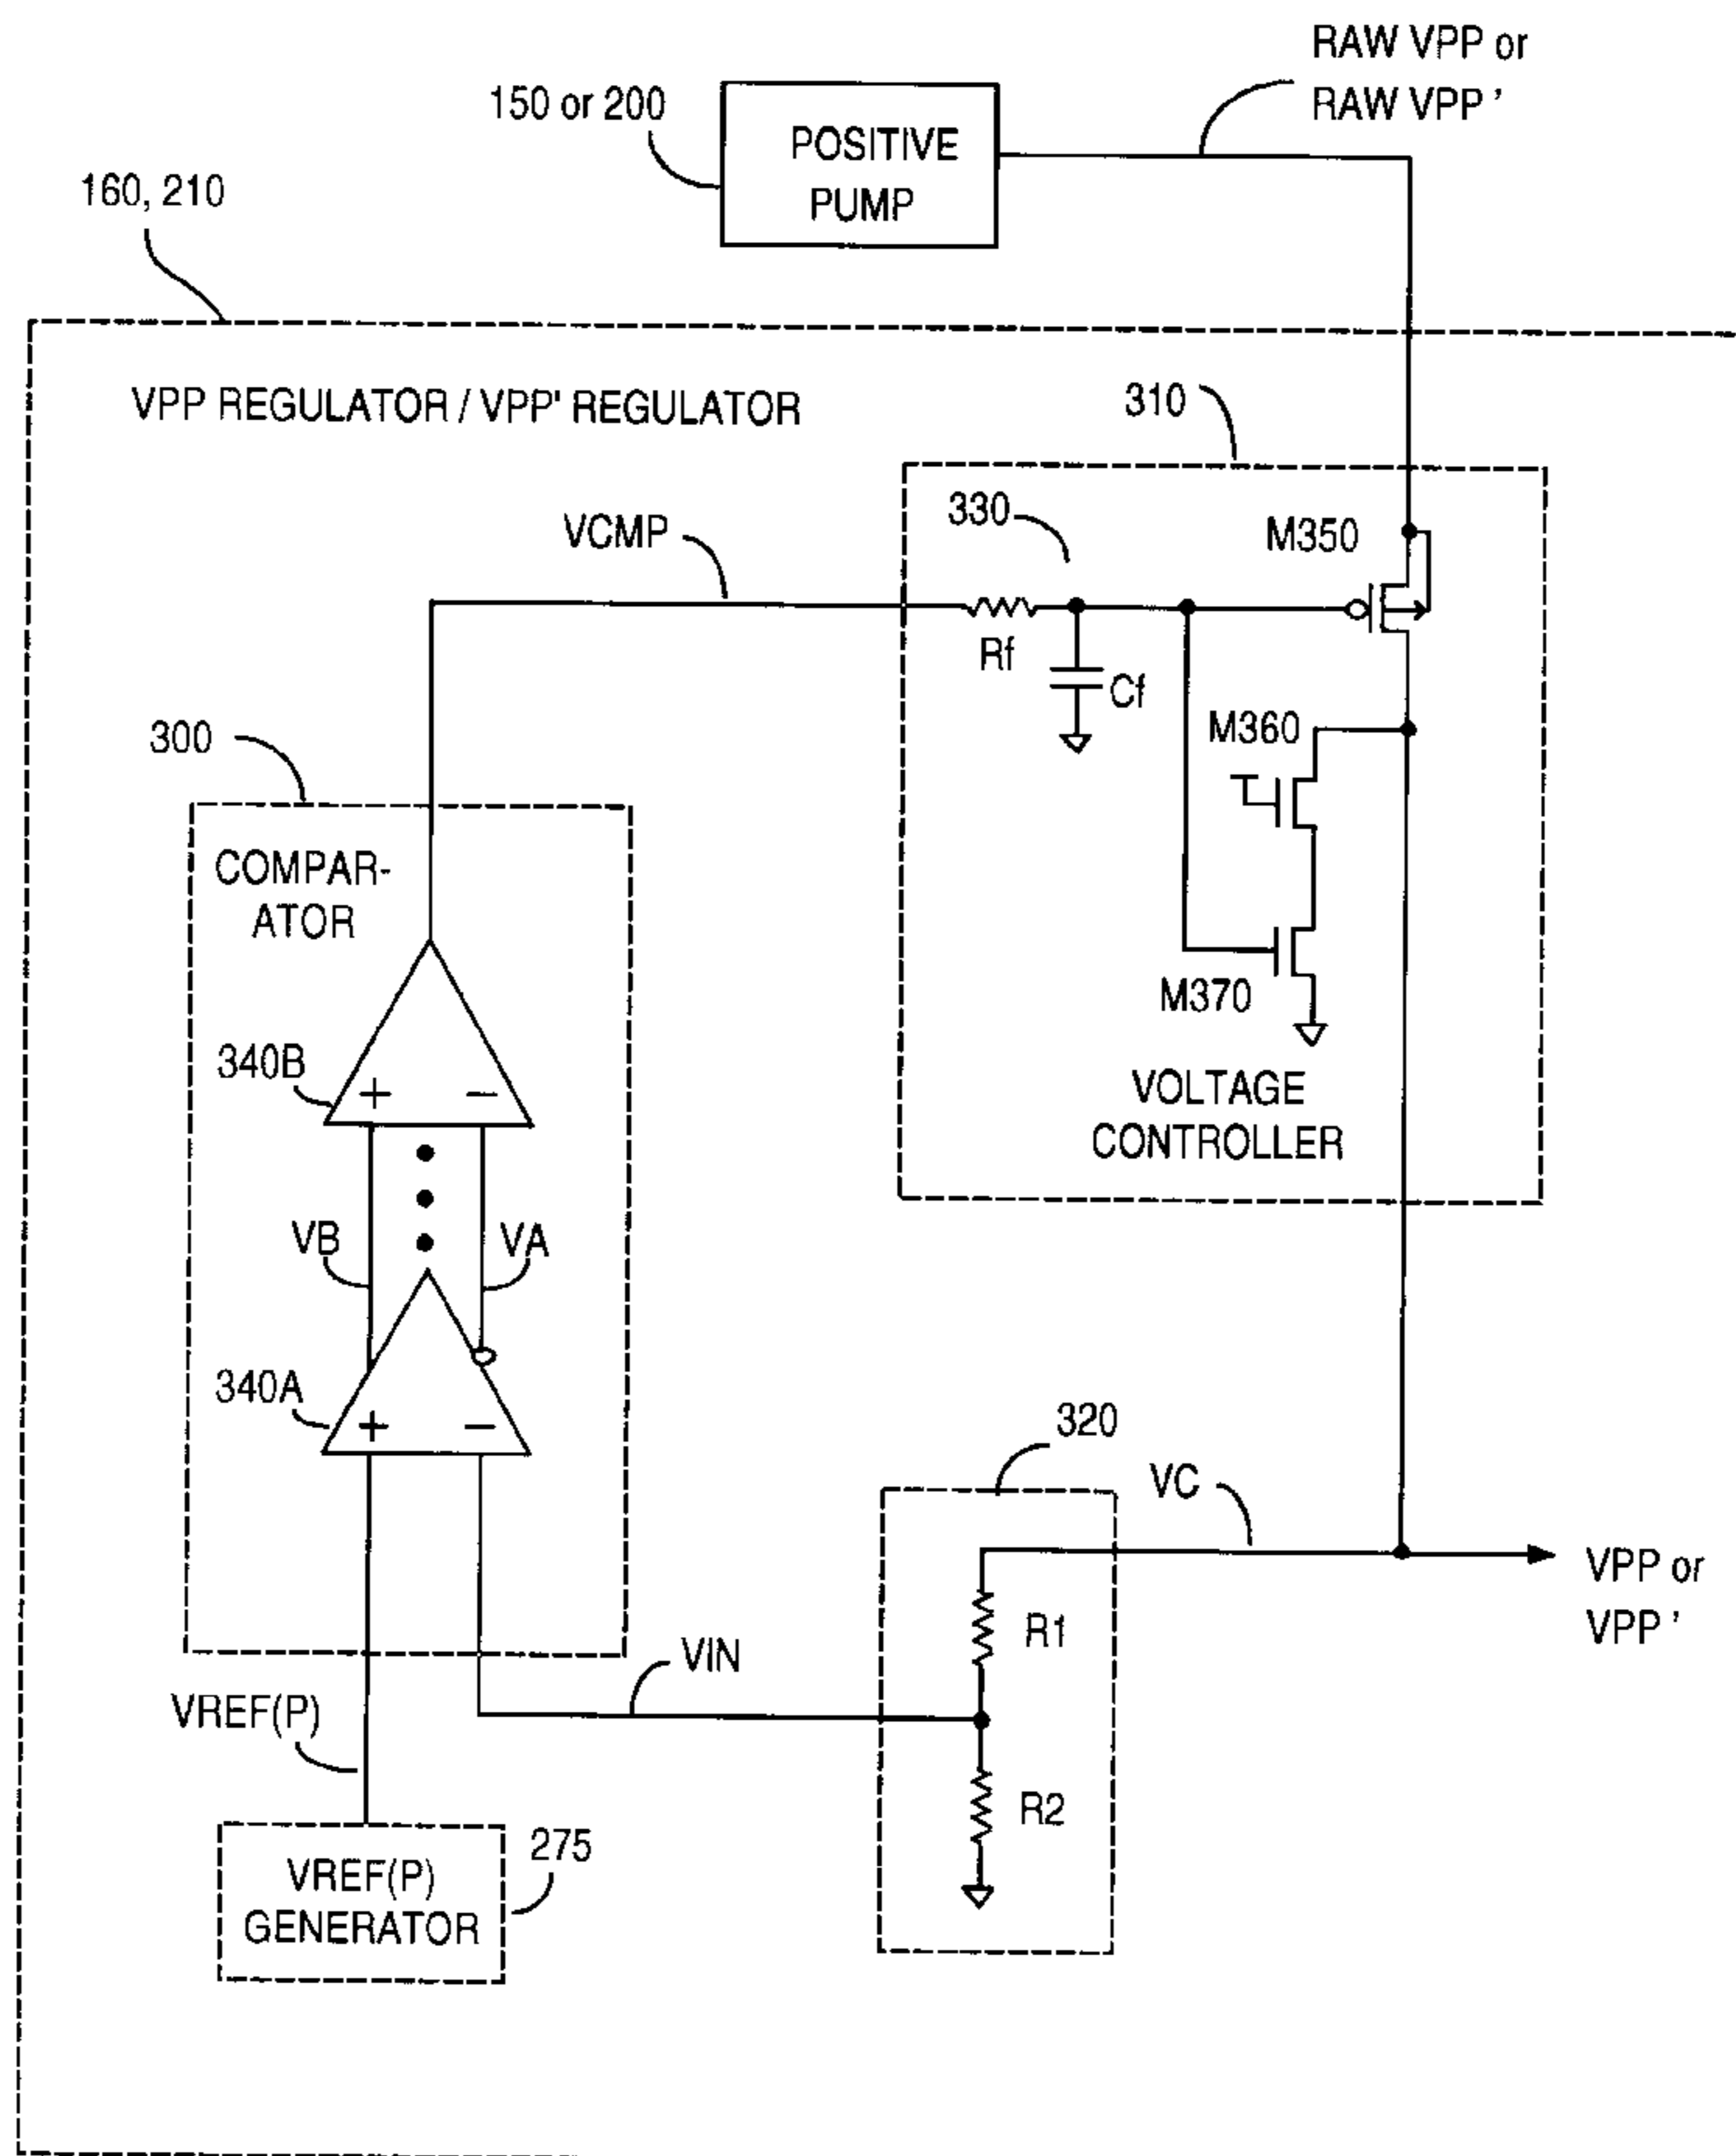 RAW VPP or
RAW VPP '
150 or 200
POSITIVE
PUMP
160, 210
VPP REGULATOR / VPP' REGULATOR
310
330
M350
VCMP
Rf
Cf
M360
300
COMPAR-
ATOR
M370
340B
+ −
VOLTAGE
CONTROLLER
VB
VA
340A
+ −
320
VC
VPP or
VPP '
R1
VIN
VREF(P)
R2
275
VREF(P)
GENERATOR